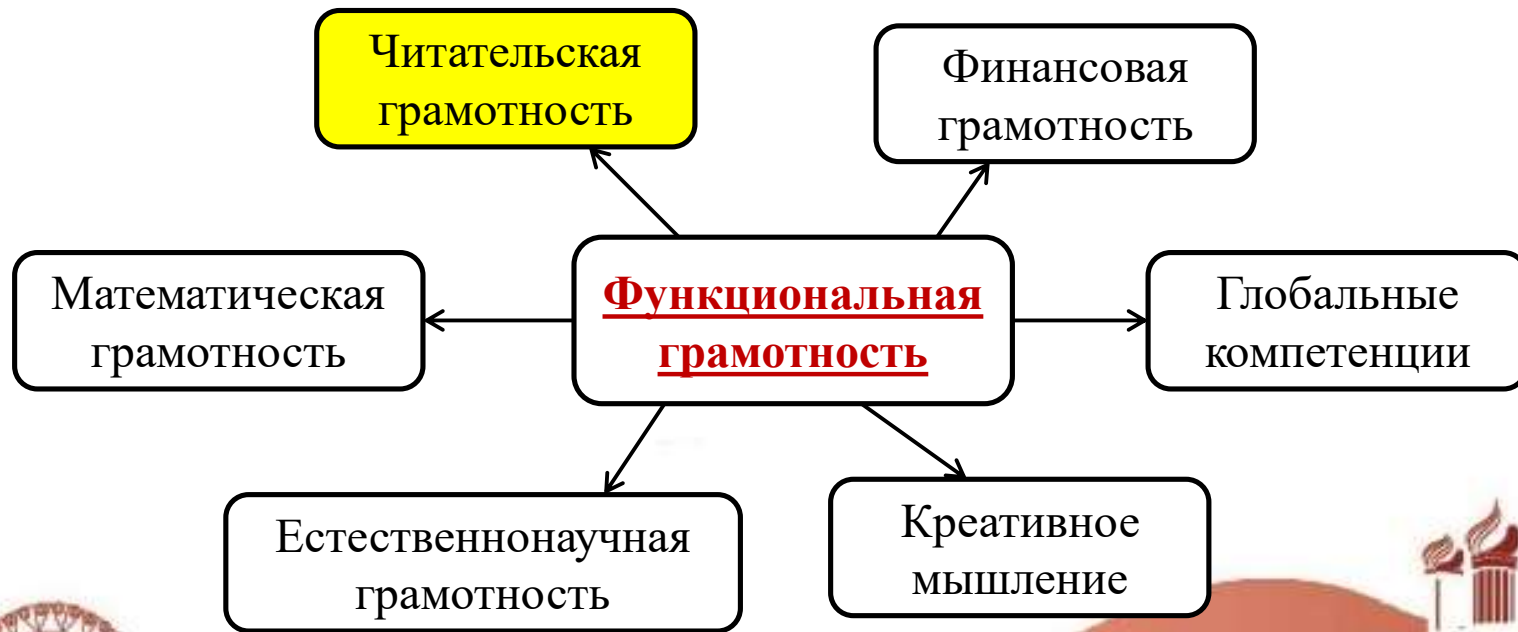 Читательская
грамотность
Финансовая
грамотность
Математическая
грамотность
Функциональная
грамотность
Глобальные
компетенции
Естественнонаучная
грамотность
Креативное
мышление